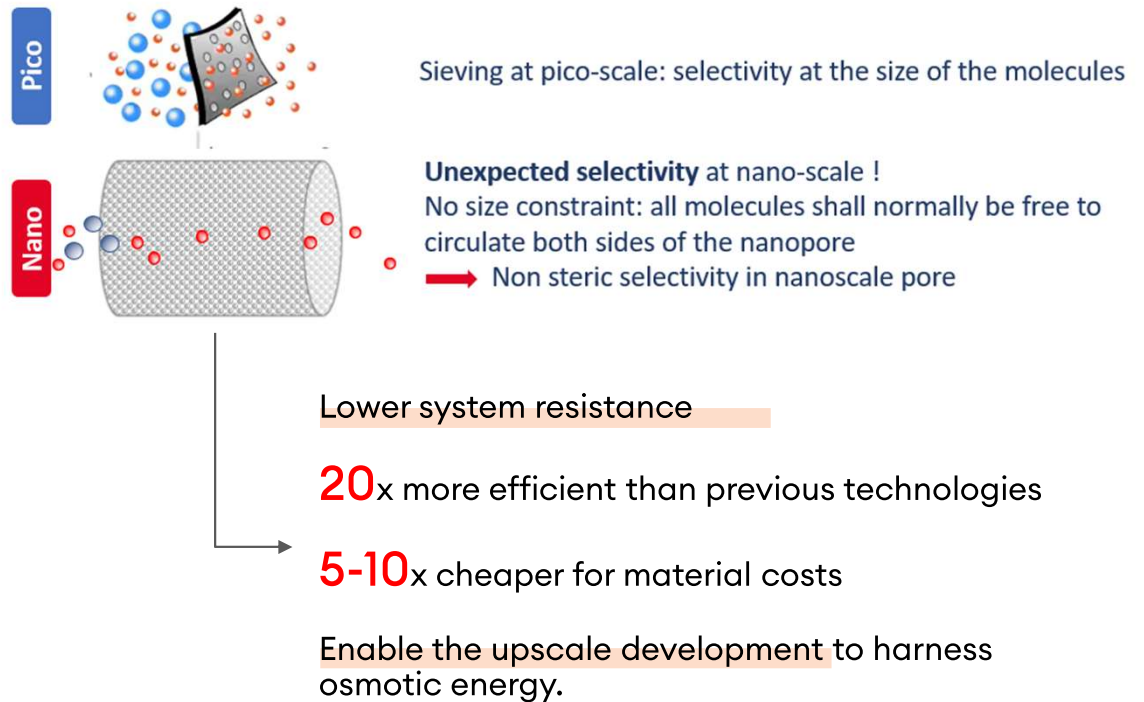 Pico
Sieving at pico-scale: selectivity at the size of the molecules
Nano
Unexpected selectivity at nano-scale !
No size constraint: all molecules shall normally be free to
circulate both sides of the nanopore
Non steric selectivity in nanoscale pore
Lower system resistance
20x more efficient than previous technologies
5-10x cheaper for material costs
Enable the upscale development to harness
osmotic energy.